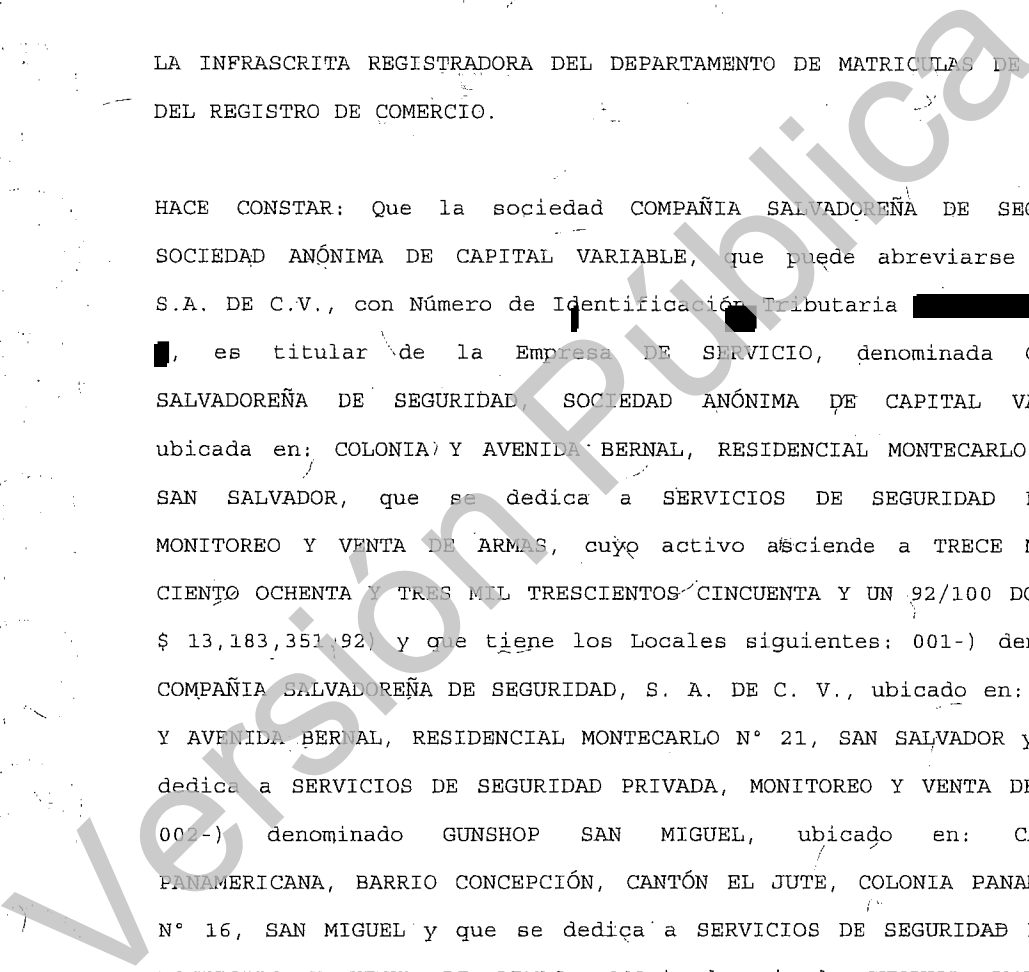 LA INFRASCRITA REGISTRADORA DEL DEPARTAMENTO DE MATRICULAS DE
DEL REGISTRO DE COMERCIO.
HACE CONSTAR: Que la sociedad COMPAÑIA SALVADOREÑA DE
SOCIEDAD ANÓNIMA DE CAPITAL VARIABLE, que puede abreviarse
S.A. DE C.V., con Número de Identificación Tributaria
, es titular de la Empresa DE SERVICIO, denominada
SALVADOREÑA DE SEGURIDAD, SOCIEDAD ANÓNIMA DE CAPITAL
ubicada en: COLONIA Y AVENIDA BERNAL, RESIDENCIAL MONTECARLO
SAN SALVADOR, que se dedica a SERVICIOS DE SEGURIDAD
MONITOREO Y VENTA DE ARMAS, cuyo activo asciende a TRECE
CIENTO OCHENTA Y TRES MIL TRESCIENTOS CINCUENTA Y UN 92/100
$ 13,183,351.92) y que tiene los Locales siguientes: 001-)
COMPAÑIA SALVADOREÑA DE SEGURIDAD, S. A. DE C. V., ubicado en:
Y AVENIDA BERNAL, RESIDENCIAL MONTECARLO N° 21, SAN SALVADOR y
dedica a SERVICIOS DE SEGURIDAD PRIVADA, MONITOREO Y VENTA DE
002-) denominado GUNSHOP SAN MIGUEL, ubicado en:
PANAMERICANA, BARRIO CONCEPCIÓN, CANTÓN EL JUTE, COLONIA
N° 16, SAN MIGUEL y que se dedica a SERVICIOS DE SEGURIDAD
Versión Pública